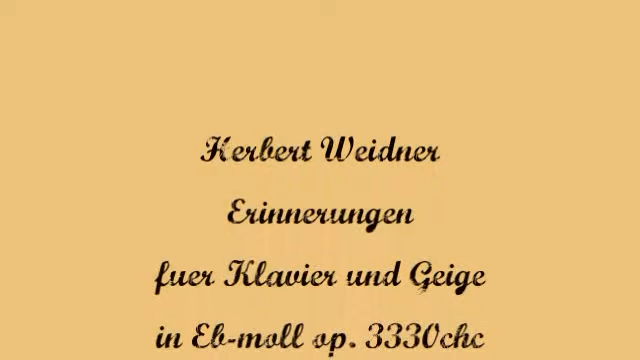 Herbert Weidner
Erinnerungen
fuer Klavier und Geige
in Eb-moll op. 3330chc